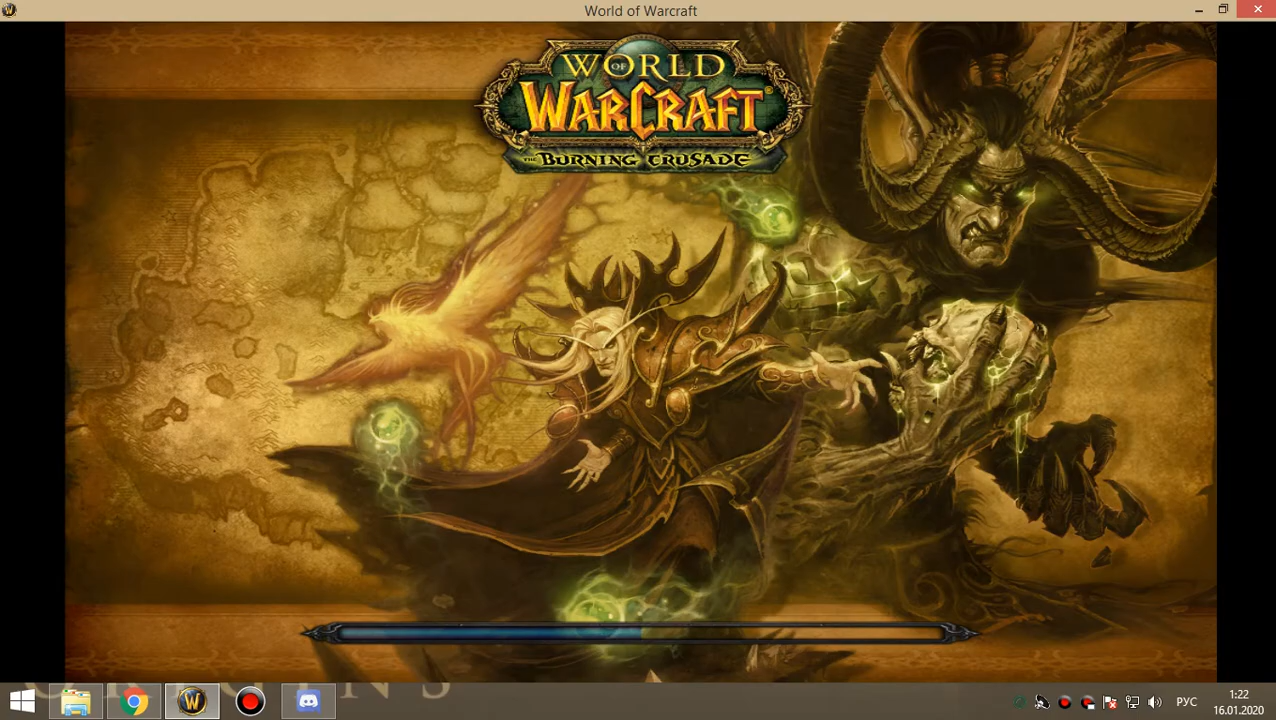 World of Warcraft
WORLD
OF
WARCRAFT®
THE BURNING CRUSADE
РУС
1:22
16.01.2020